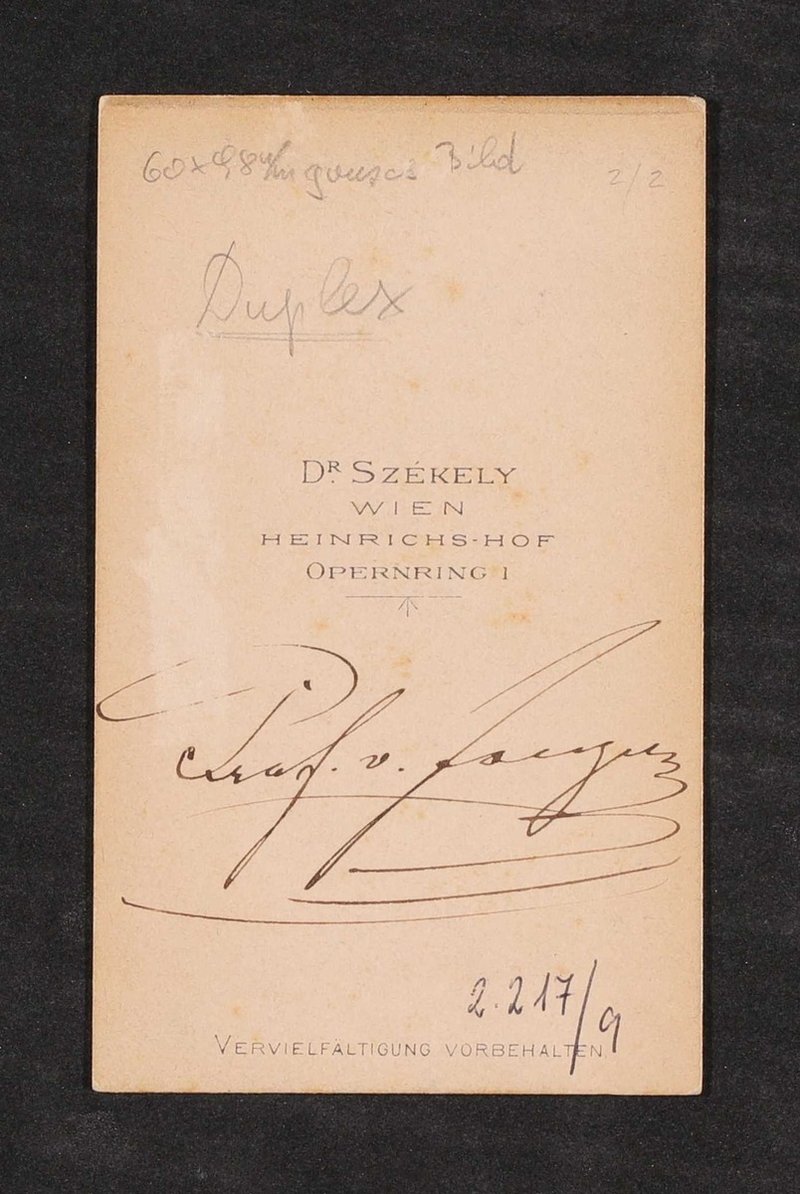 60 x 98 Bild 2/2
Duplex
DR. SZÉKELY
WIEN
HEINRICHS-HOF
OPERNRING 1
Prof. v.
2.217/9
VERVIELFÄLTIGUNG VORBEHALTEN